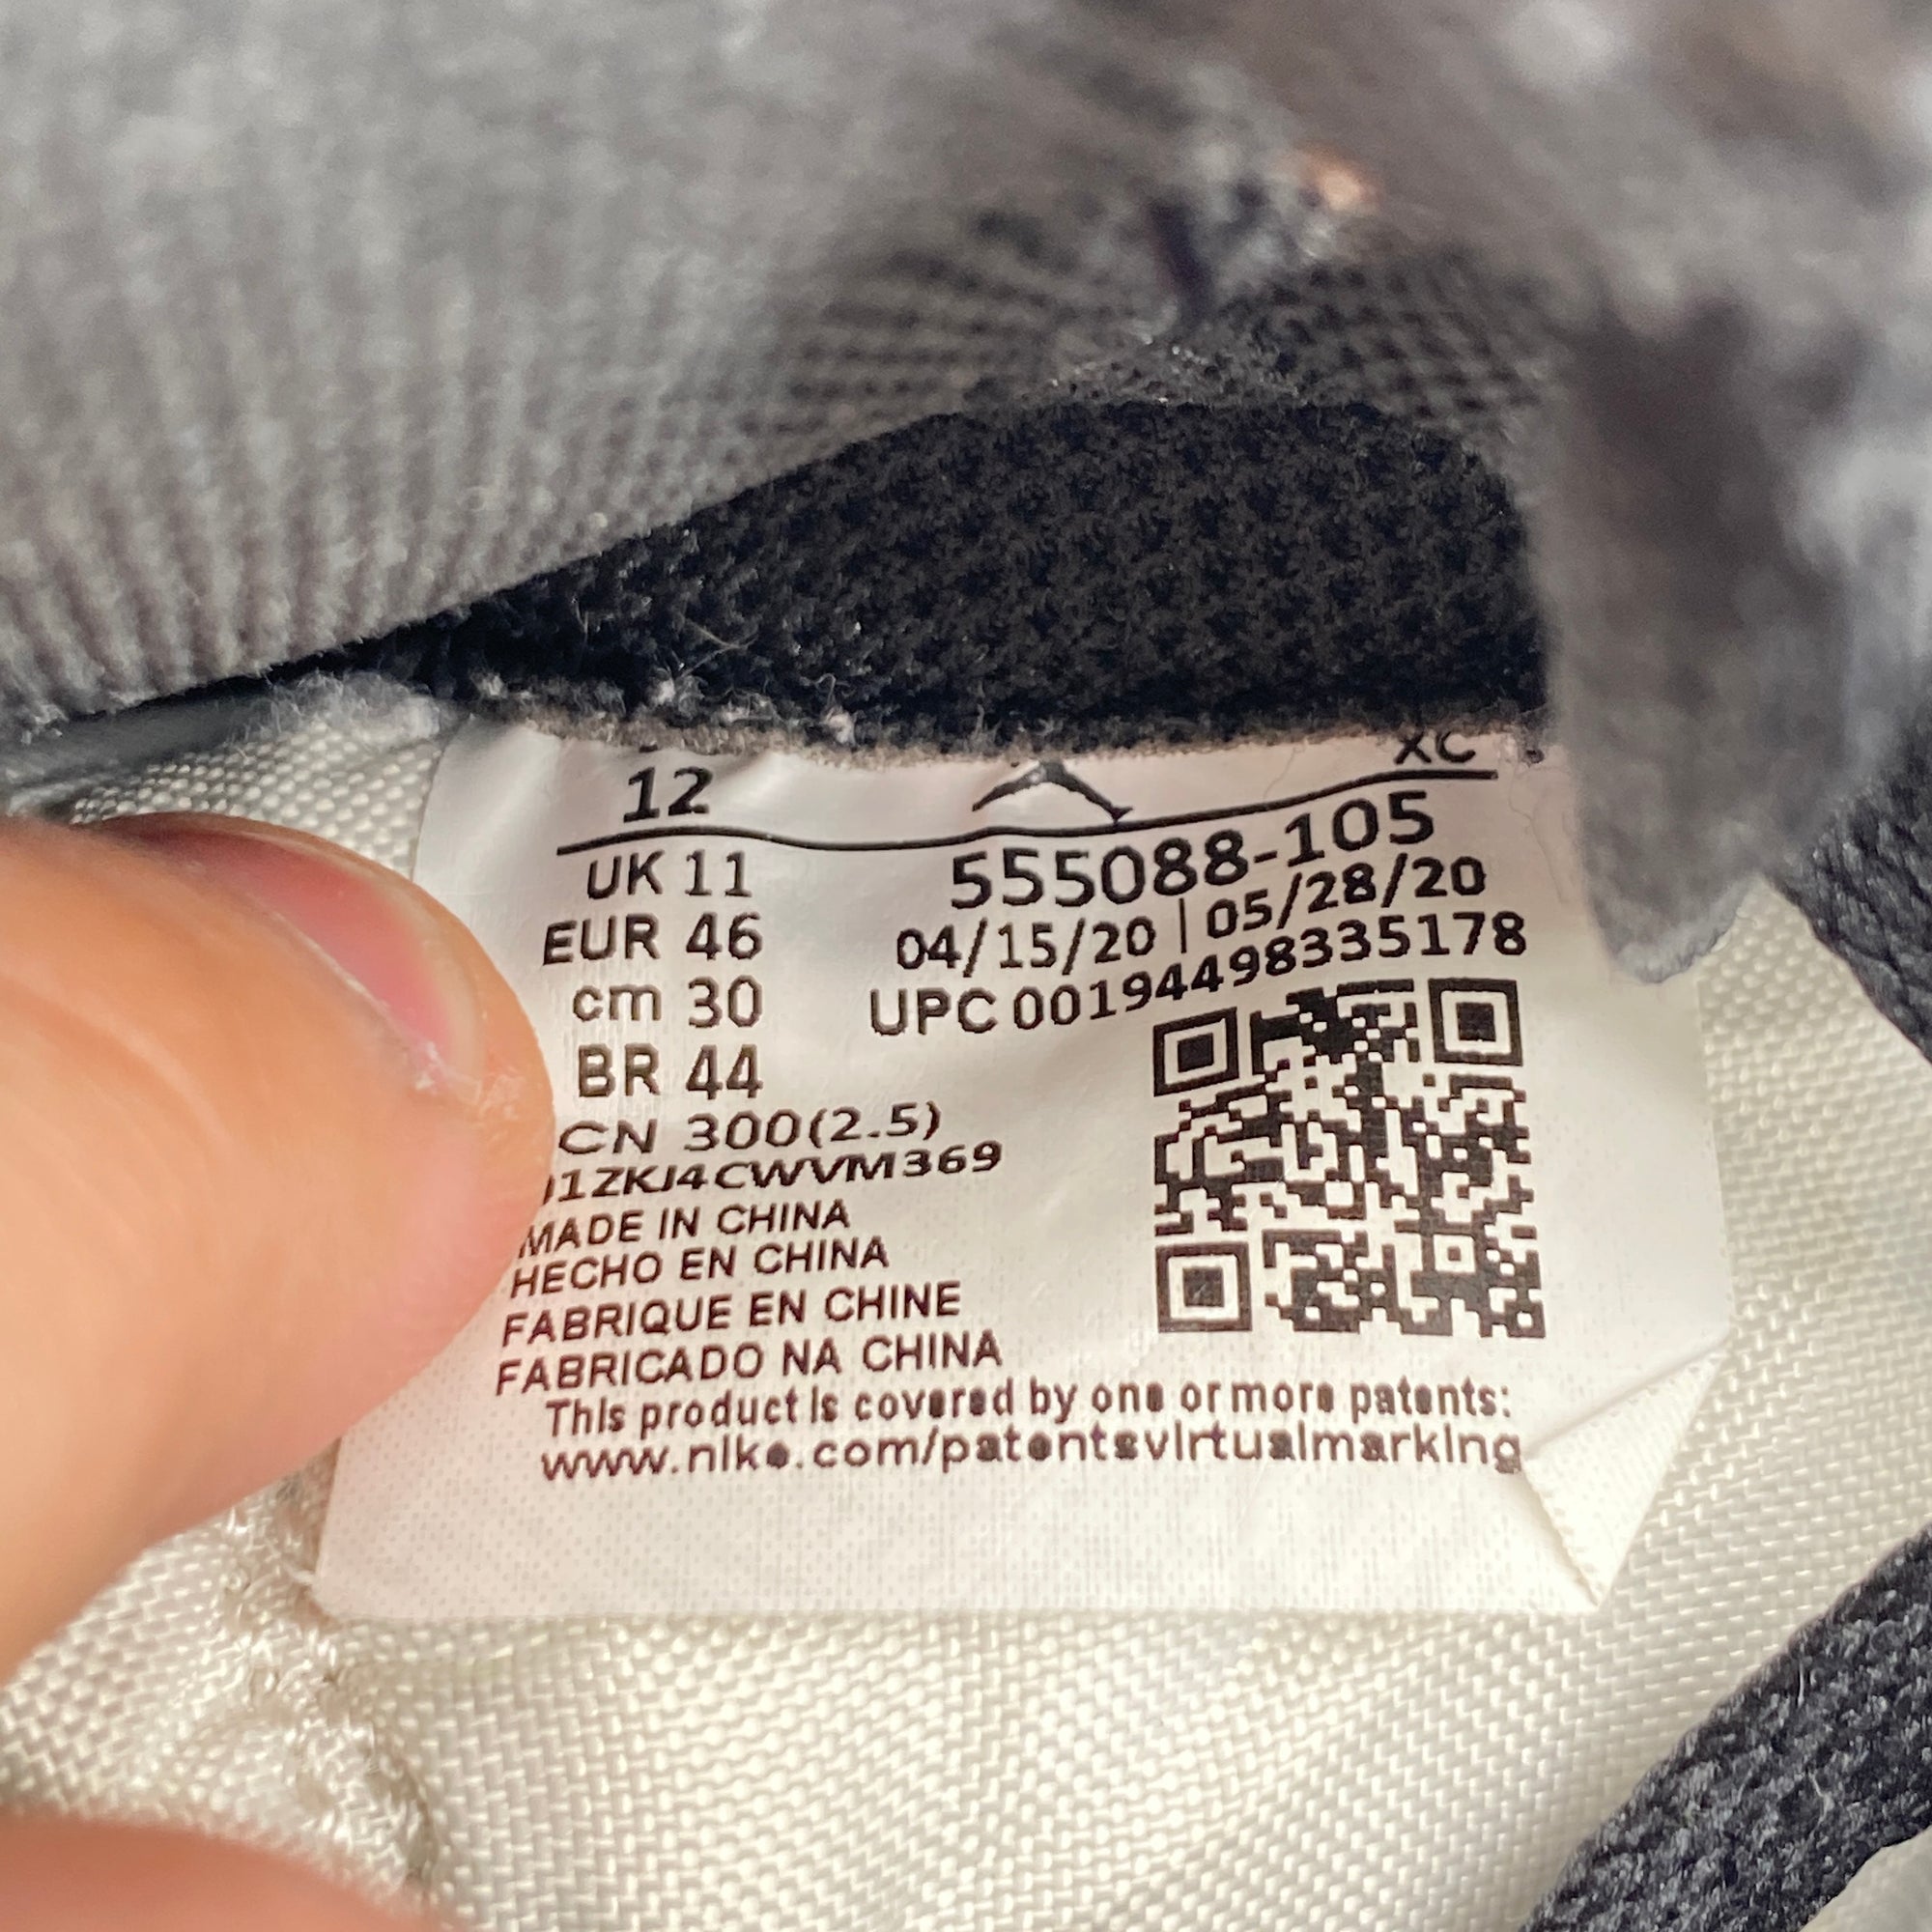 12
XC
UK 11
EUR 46
cm 30
BR 44
CN 300(2.5)
1ZKJ4CWVM369
555088-105
04/15/20 | 05/28/20
UPC 00194498335178
MADE IN CHINA
HECHO EN CHINA
FABRIQUE EN CHINE
FABRICADO NA CHINA
This product is covered by one or more patents:
www.nike.com/patentsvirtualmarking